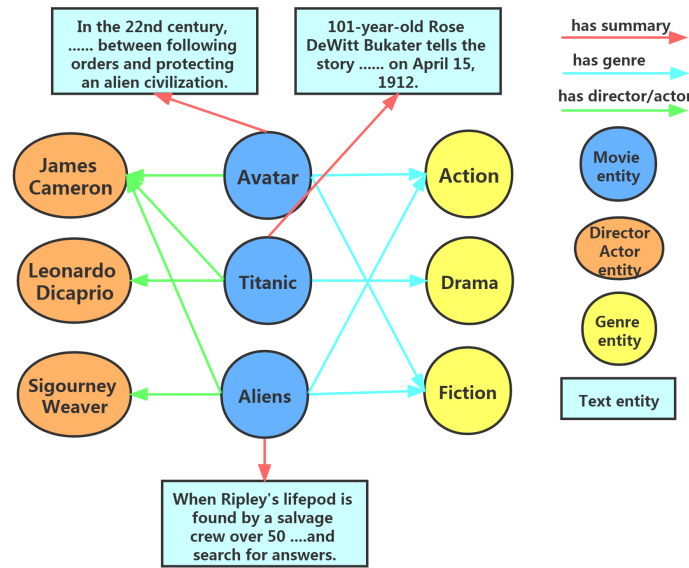 In the 22nd century,
...... between following
orders and protecting
an alien civilization.
101-year-old Rose
DeWitt Bukater tells the
story ...... on April 15,
1912.
has summary
has genre
has director/actor
James
Cameron
Avatar
Action
Movie
entity
Leonardo
Dicaprio
Titanic
Drama
Director
Actor
entity
Sigourney
Weaver
Aliens
Fiction
Genre
entity
Text entity
When Ripley's lifepod is
found by a salvage
crew over 50 ....and
search for answers.